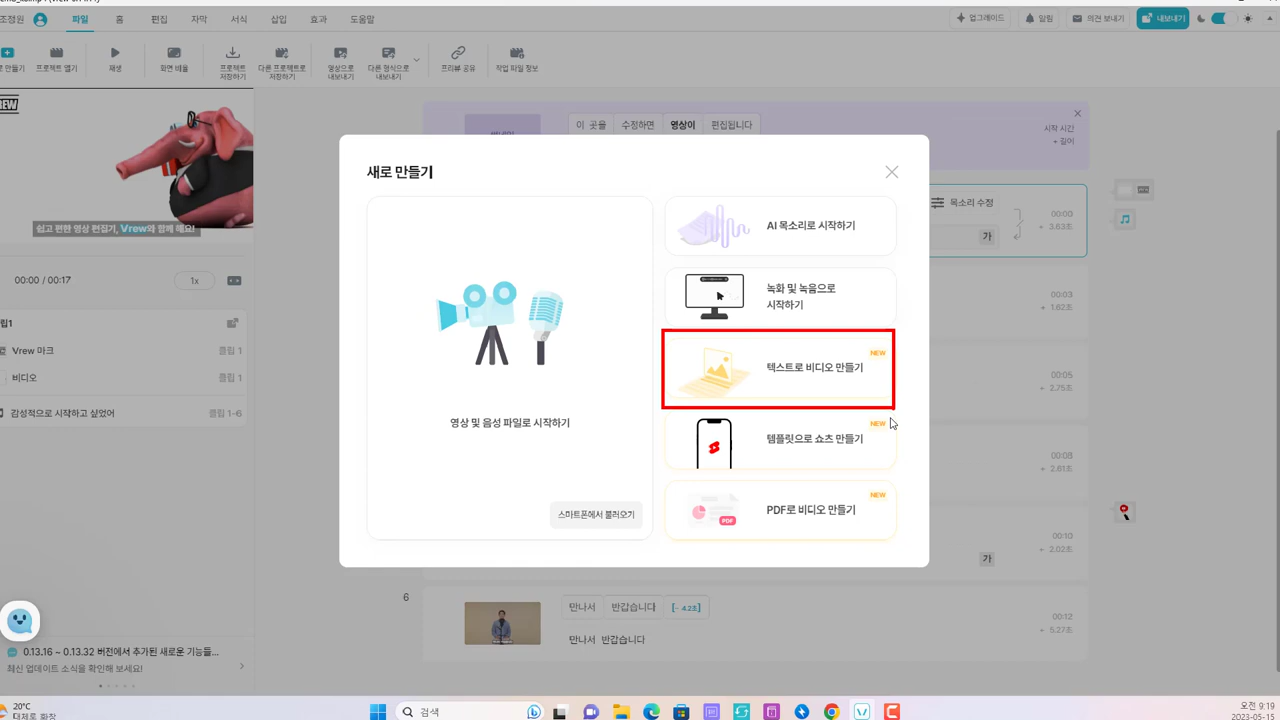 조정원
파일
홈
편집
자막
서식
삽입
효과
도움말
업그레이드
알림
의견 보내기
내보내기
프로젝트 열기
재생
화면 비율
프로젝트
저장하기
다른 프로젝트로
저장하기
영상으로
내보내기
다른 형식으로
내보내기
프리뷰 공유
작업 파일 정보
쉽고 편한 영상 편집기, Vrew와 함께 해요!
00:00 / 00:17
1x
Vrew 마크
클립 1
비디오
클립 1
감성적으로 시작하고 싶었어
클립 1-6
0.13.16 ~ 0.13.32 버전에서 추가된 새로운 기능들...
최신 업데이트 소식을 확인해 보세요!
이 곳을 수정하면 영상이 편집됩니다
시작 시간
+ 길이
새로 만들기
영상 및 음성 파일로 시작하기
스마트폰에서 불러오기
AI 목소리로 시작하기
녹화 및 녹음으로
시작하기
NEW
텍스트로 비디오 만들기
NEW
템플릿으로 쇼츠 만들기
NEW
PDF로 비디오 만들기
PDF
목소리 수정
가
00:00
+ 3.63초
00:03
+ 1.62초
00:05
+ 2.75초
00:08
+ 2.61초
00:10
+ 2.02초
가
6
만나서 반갑습니다 [~ 4.2초]
만나서 반갑습니다
00:12
+ 5.27초
20°C
대체로 화창
검색
오전 9:19